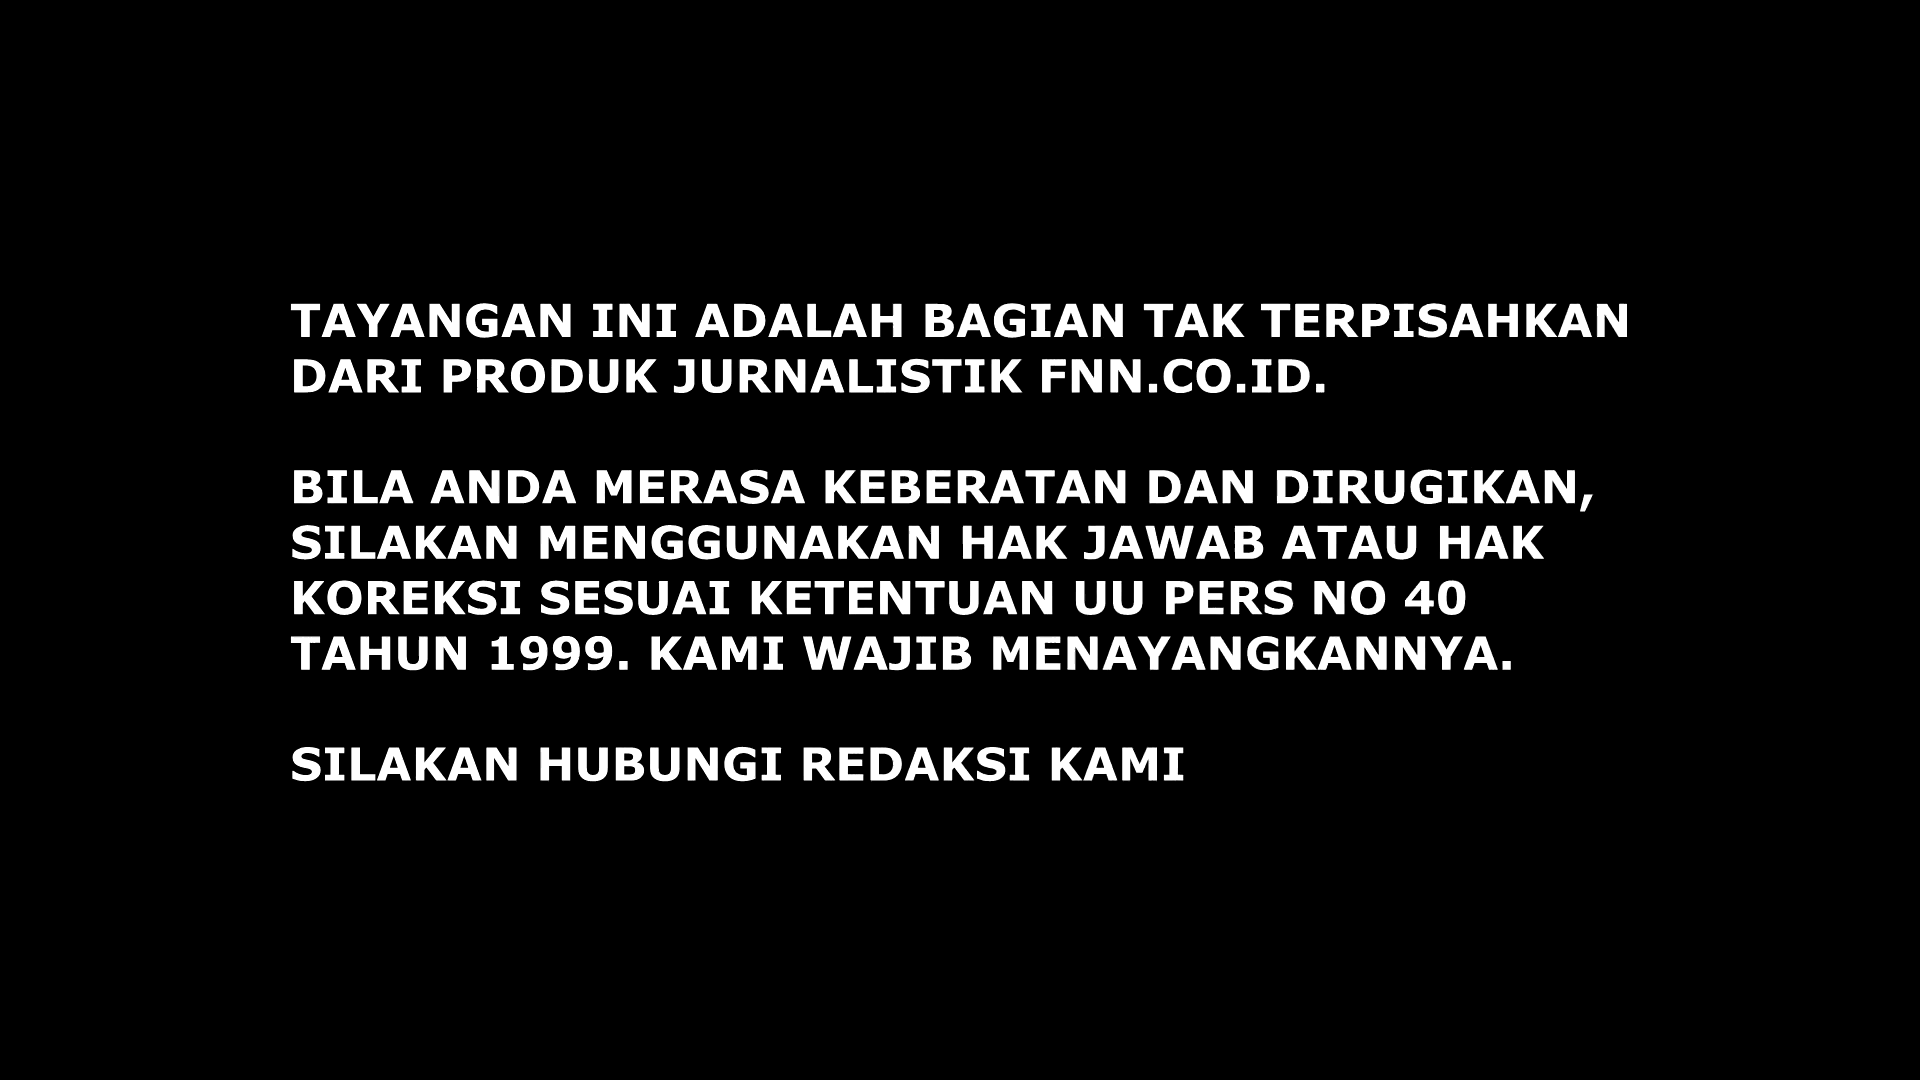 TAYANGAN INI ADALAH BAGIAN TAK TERPISAHKAN
DARI PRODUK JURNALISTIK FNN.CO.ID.
BILA ANDA MERASA KEBERATAN DAN DIRUGIKAN,
SILAKAN MENGGUNAKAN HAK JAWAB ATAU HAK
KOREKSI SESUAI KETENTUAN UU PERS NO 40
TAHUN 1999. KAMI WAJIB MENAYANGKANNYA.
SILAKAN HUBUNGI REDAKSI KAMI